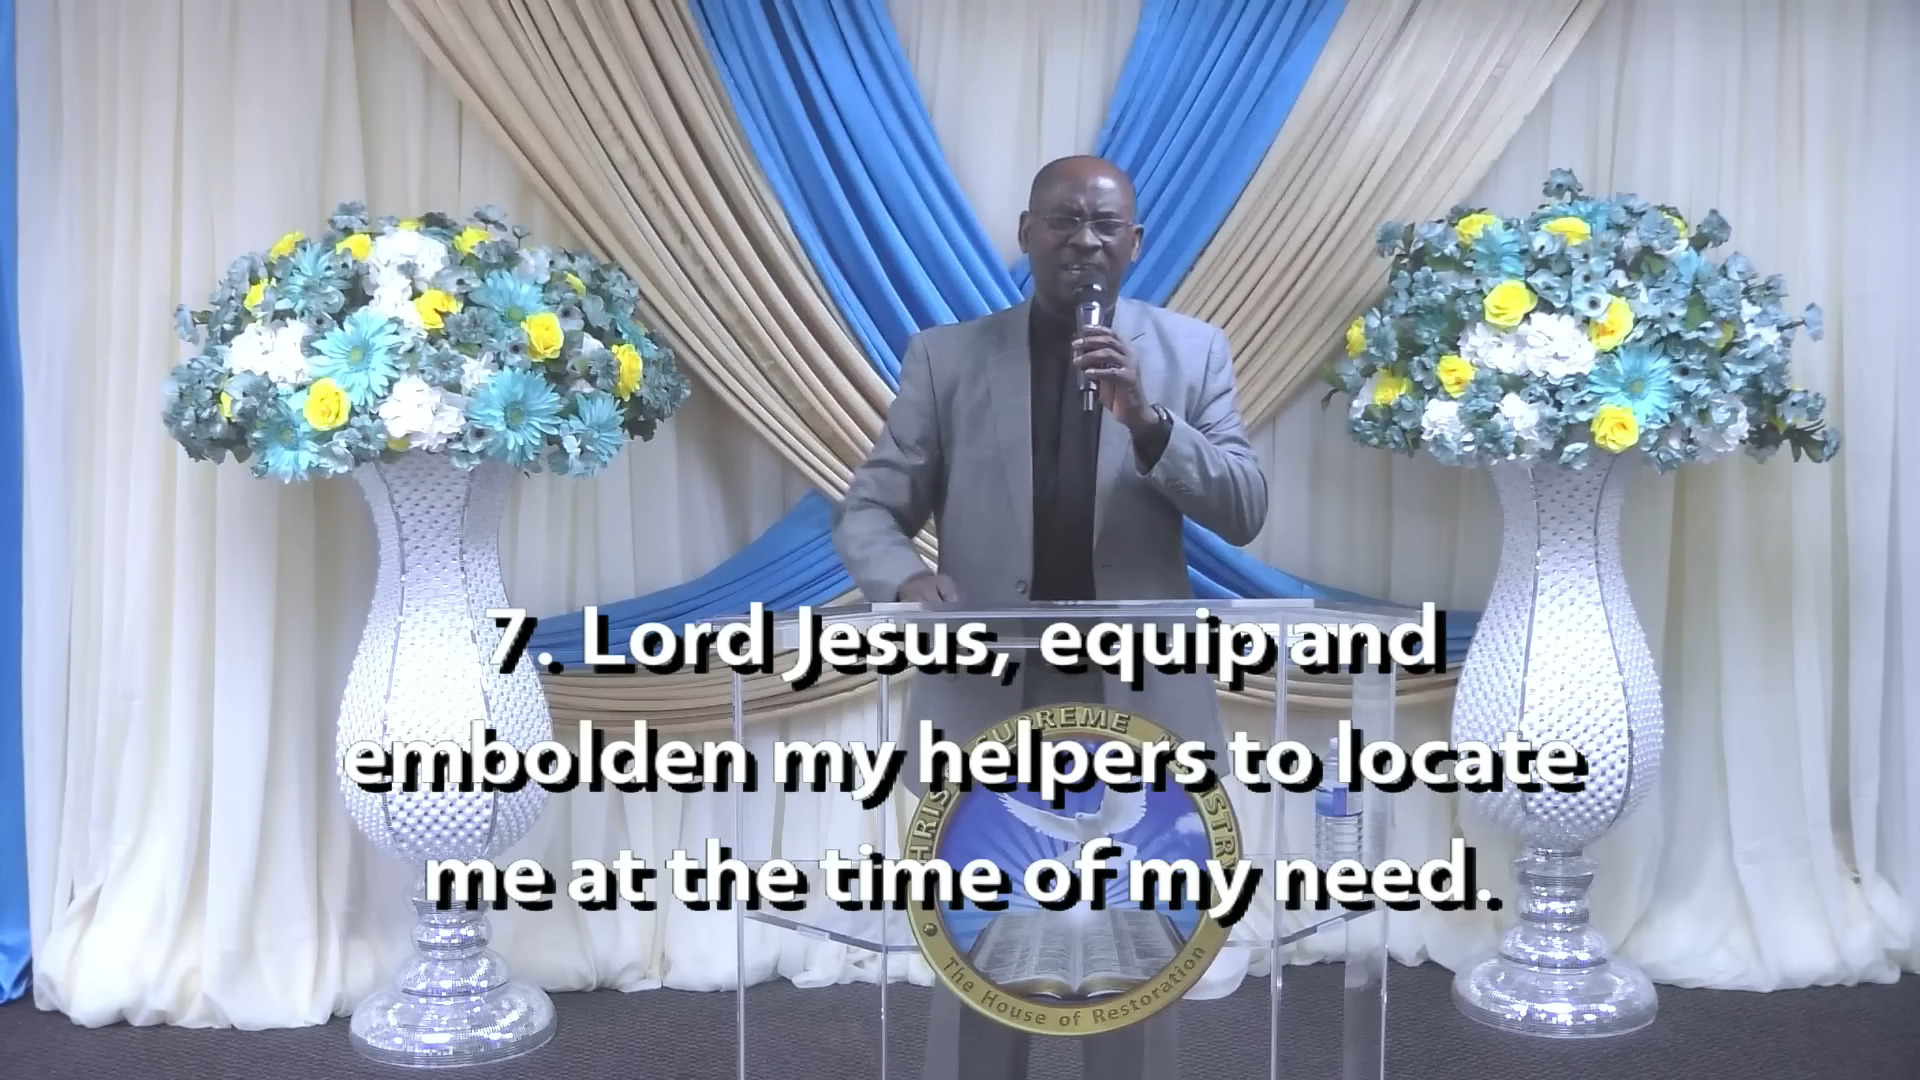 7. Lord Jesus, equip and
embolden my helpers to locate
me at the time of my need.
SUPREME
The House of Restoration